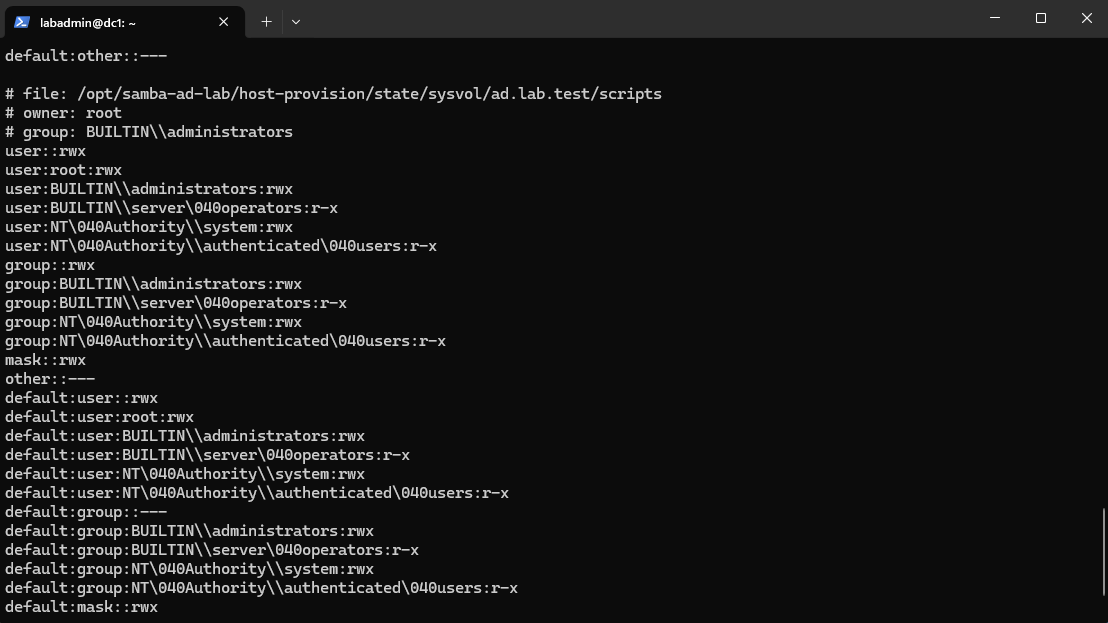 labadmin@dc1: ~
default:other::---

# file: /opt/samba-ad-lab/host-provision/state/sysvol/ad.lab.test/scripts
# owner: root
# group: BUILTIN\\administrators
user::rwx
user:root:rwx
user:BUILTIN\\administrators:rwx
user:BUILTIN\\server\040operators:r-x
user:NT\040Authority\\system:rwx
user:NT\040Authority\\authenticated\040users:r-x
group::rwx
group:BUILTIN\\administrators:rwx
group:BUILTIN\\server\040operators:r-x
group:NT\040Authority\\system:rwx
group:NT\040Authority\\authenticated\040users:r-x
mask::rwx
other::---
default:user::rwx
default:user:root:rwx
default:user:BUILTIN\\administrators:rwx
default:user:BUILTIN\\server\040operators:r-x
default:user:NT\040Authority\\system:rwx
default:user:NT\040Authority\\authenticated\040users:r-x
default:group::---
default:group:BUILTIN\\administrators:rwx
default:group:BUILTIN\\server\040operators:r-x
default:group:NT\040Authority\\system:rwx
default:group:NT\040Authority\\authenticated\040users:r-x
default:mask::rwx